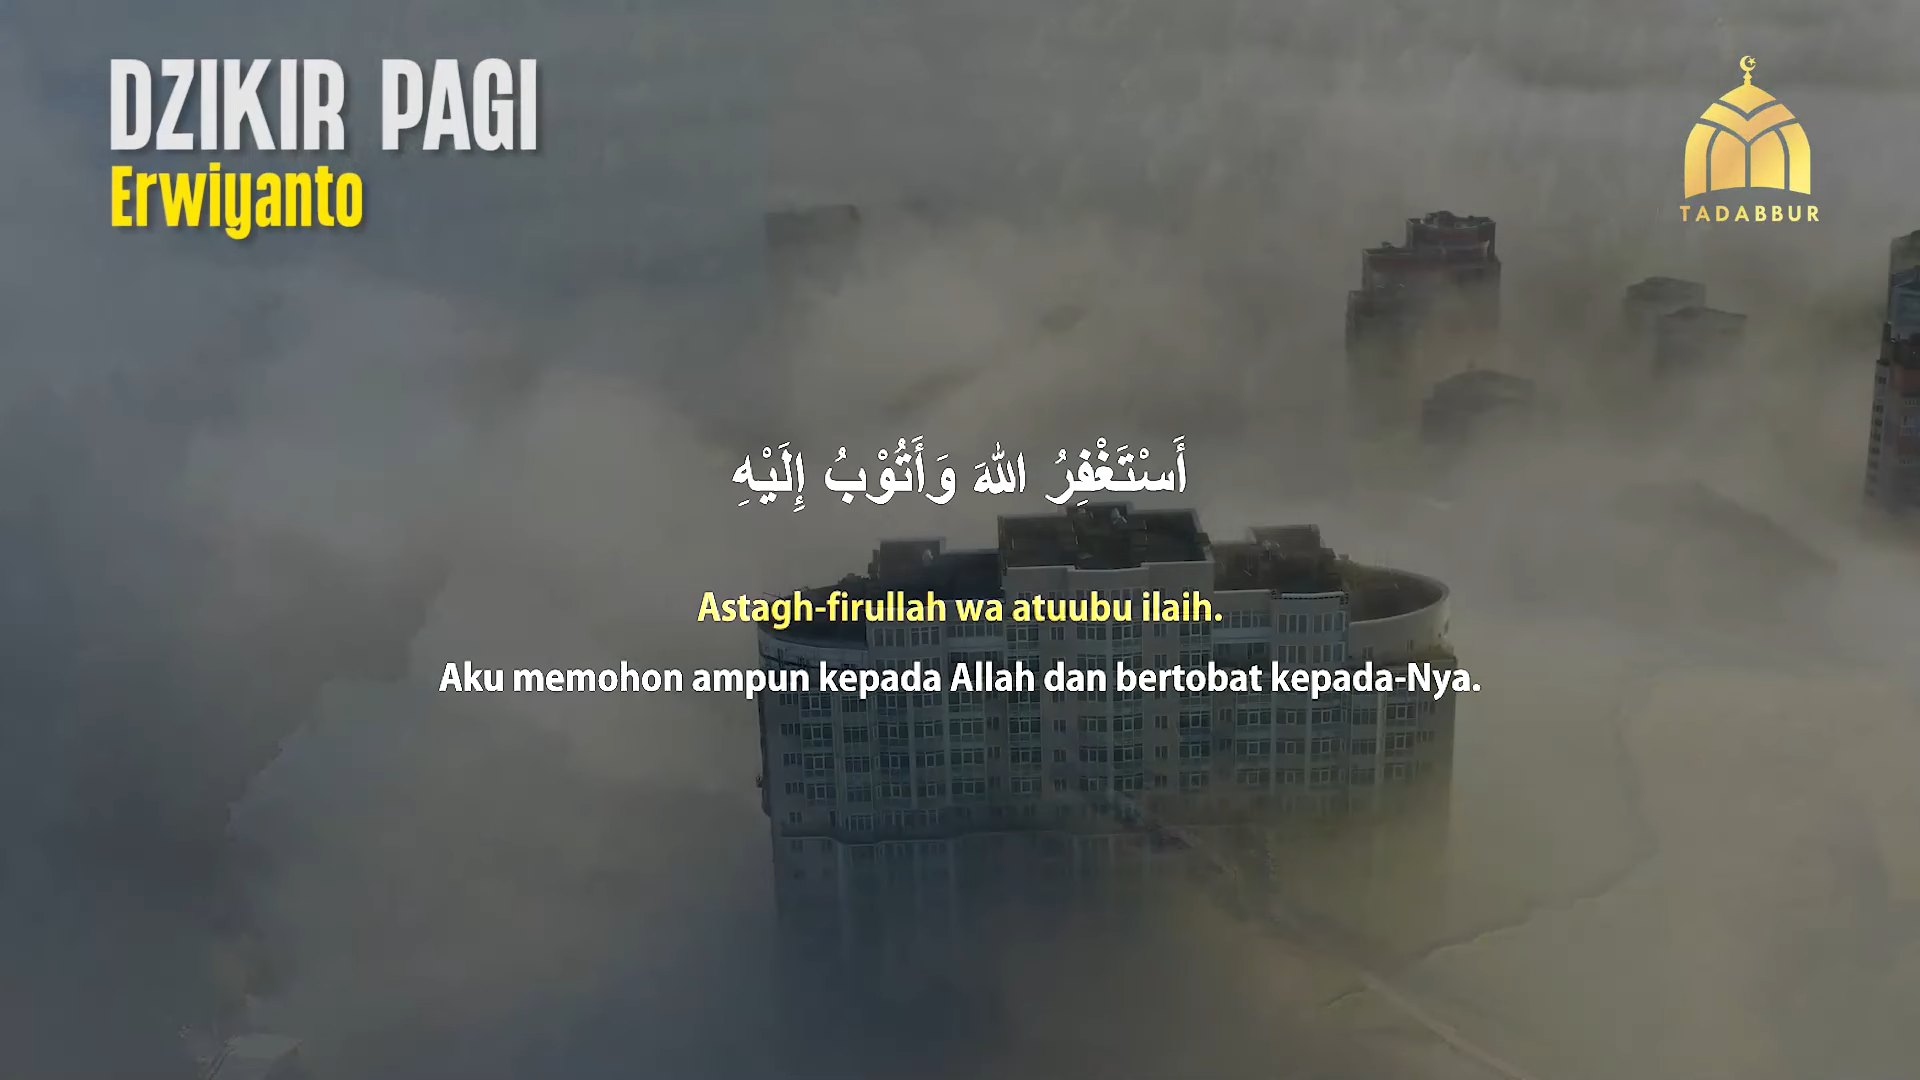 DZIKIR PAGI
Erwiyanto
TADABBUR
أَسْتَغْفِرُ اللهَ وَأَتُوْبُ إِلَيْهِ
Astagh-firullah wa atuubu ilaih.
Aku memohon ampun kepada Allah dan bertobat kepada-Nya.